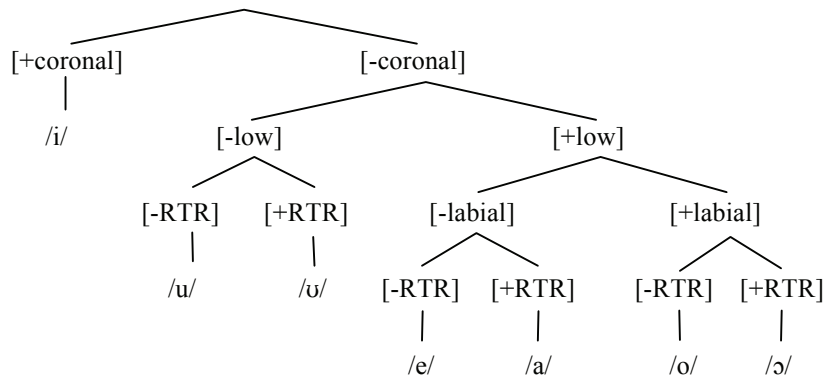 [+coronal] [-coronal]
/i/ [-low] [+low]
[-RTR] [+RTR] [-labial] [+labial]
/u/ /ʊ/ [-RTR] [+RTR] [-RTR] [+RTR]
/e/ /a/ /o/ /ɔ/